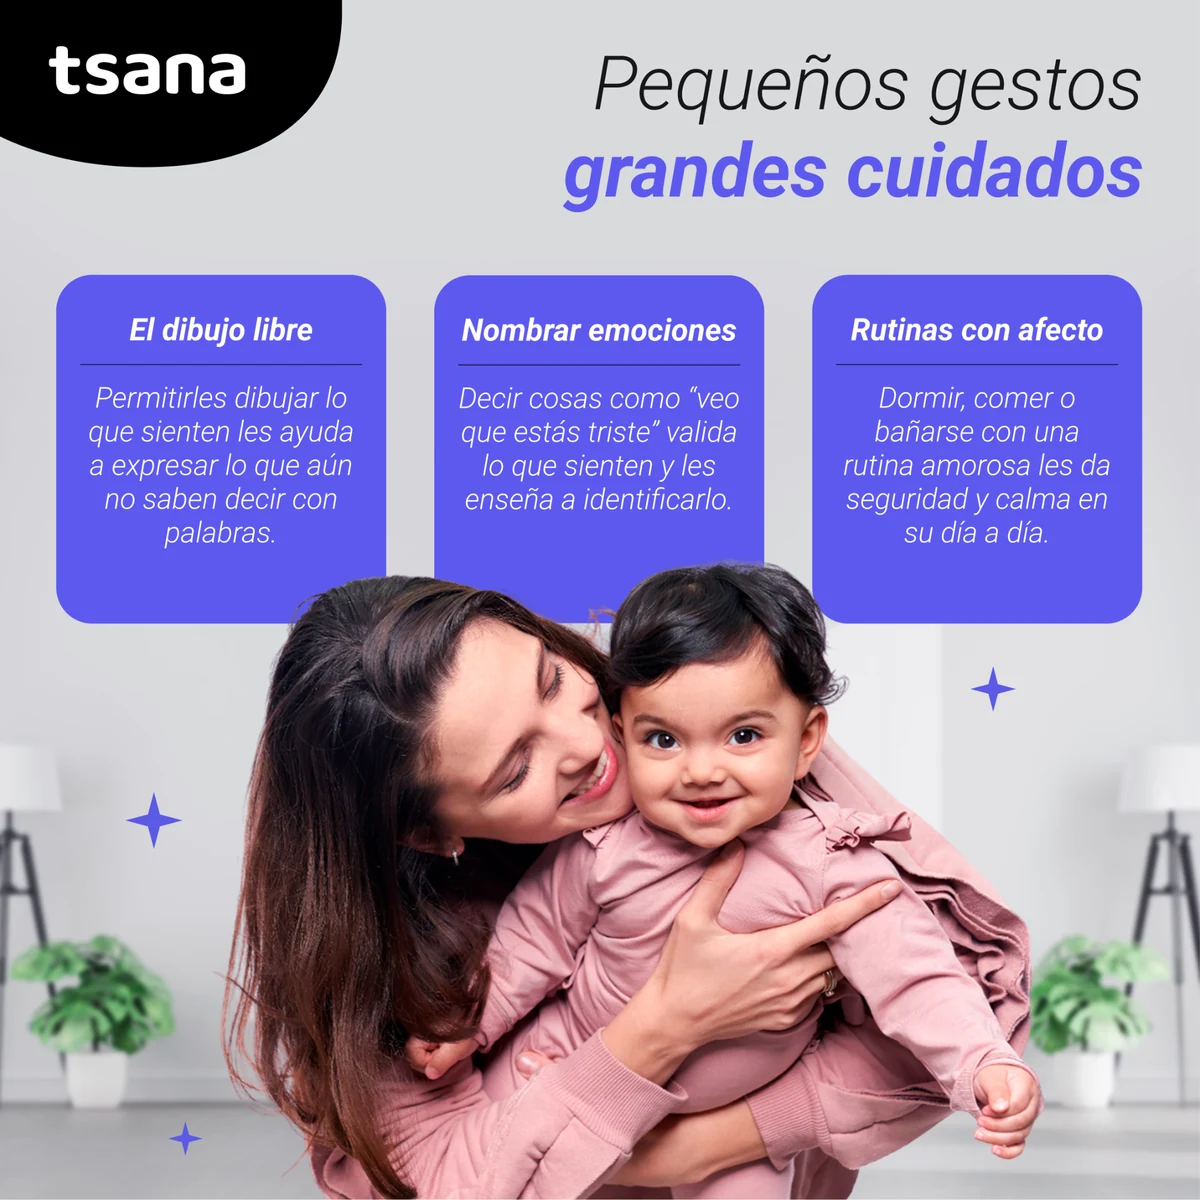 tsana
Pequeños gestos
grandes cuidados
El dibujo libre
Permitirles dibujar lo
que sienten les ayuda
a expresar lo que aún
no saben decir con
palabras.
Nombrar emociones
Decir cosas como “veo
que estás triste” valida
lo que sienten y les
enseña a identificarlo.
Rutinas con afecto
Dormir, comer o
bañarse con una
rutina amorosa les da
seguridad y calma en
su día a día.